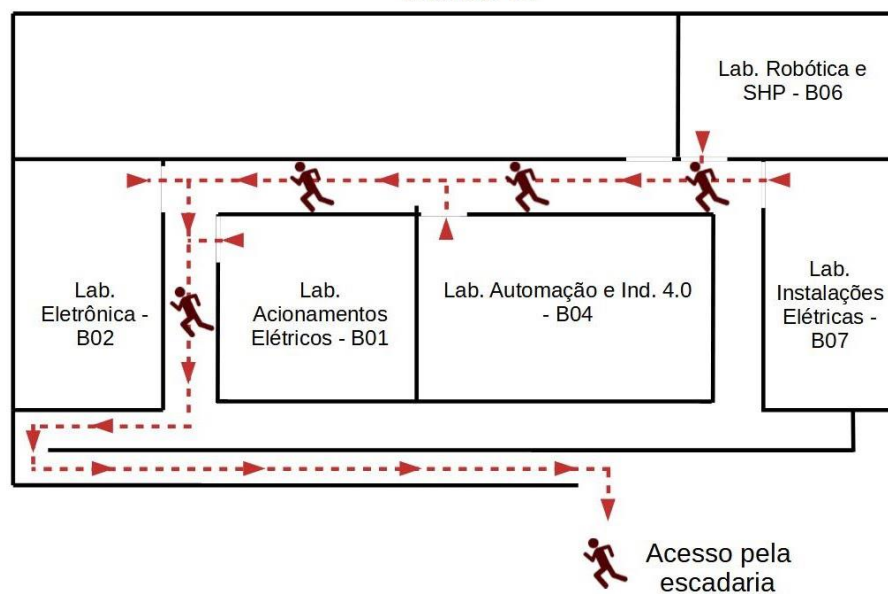 Lab. Robótica e
SHP - B06
Lab.
Eletrônica -
B02
Lab.
Acionamentos
Elétricos - B01
Lab. Automação e Ind. 4.0
- B04
Lab.
Instalações
Elétricas -
B07
Acesso pela
escadaria